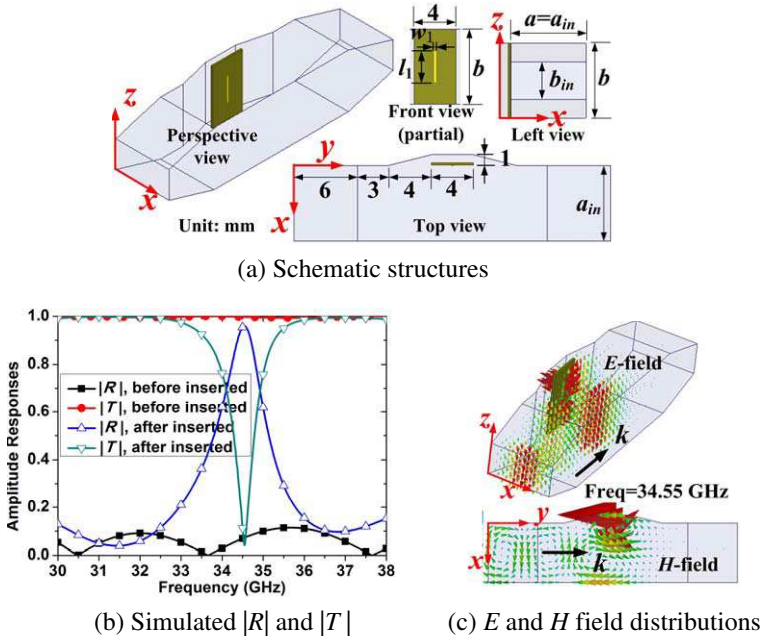 z
x
Perspective
view
4
w1
l1
b
Front view
(partial)
a=ain
bin
b
x
Left view
y
1
6
3
4
4
x
ain
Unit: mm
Top view
(a) Schematic structures
Amplitude Responses
1.0
0.8
0.6
0.4
0.2
0.0
|R|, before inserted
|T|, before inserted
|R|, after inserted
|T|, after inserted
30
31
32
33
34
35
36
37
38
Frequency (GHz)
(b) Simulated |R| and |T|
E-field
z
x
k
Freq=34.55 GHz
y
x
k
H-field
(c) E and H field distributions